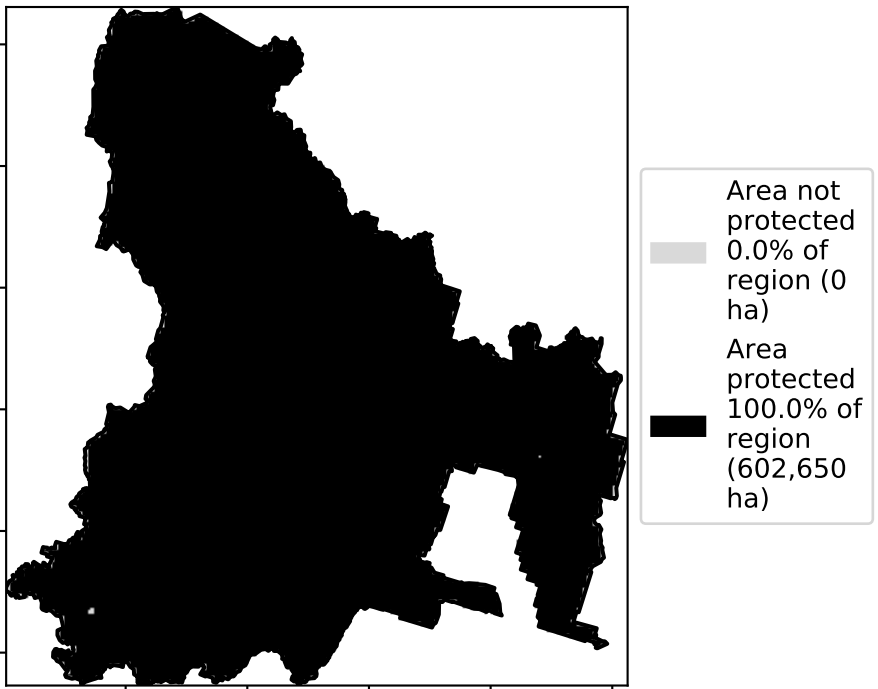 Area not
protected
0.0% of
region (0
ha)
Area
protected
100.0% of
region
(602,650
ha)